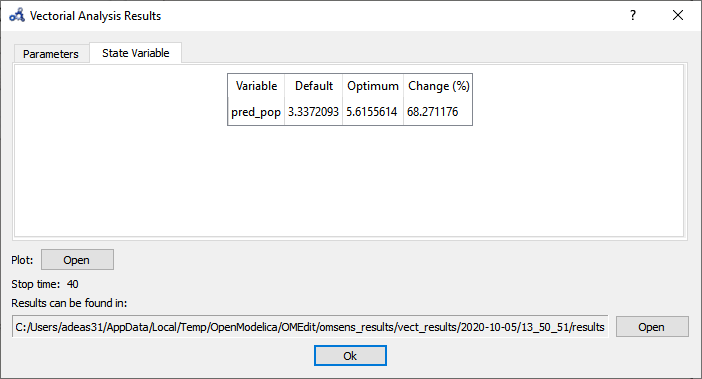 Vectorial Analysis Results
Parameters State Variable
Variable Default Optimum Change (%)
pred_pop 3.3372093 5.6155614 68.271176
Plot: Open
Stop time: 40
Results can be found in:
C:/Users/adeas31/AppData/Local/Temp/OpenModelica/OMEdit/omsens_results/vect_results/2020-10-05/13_50_51/results Open
Ok